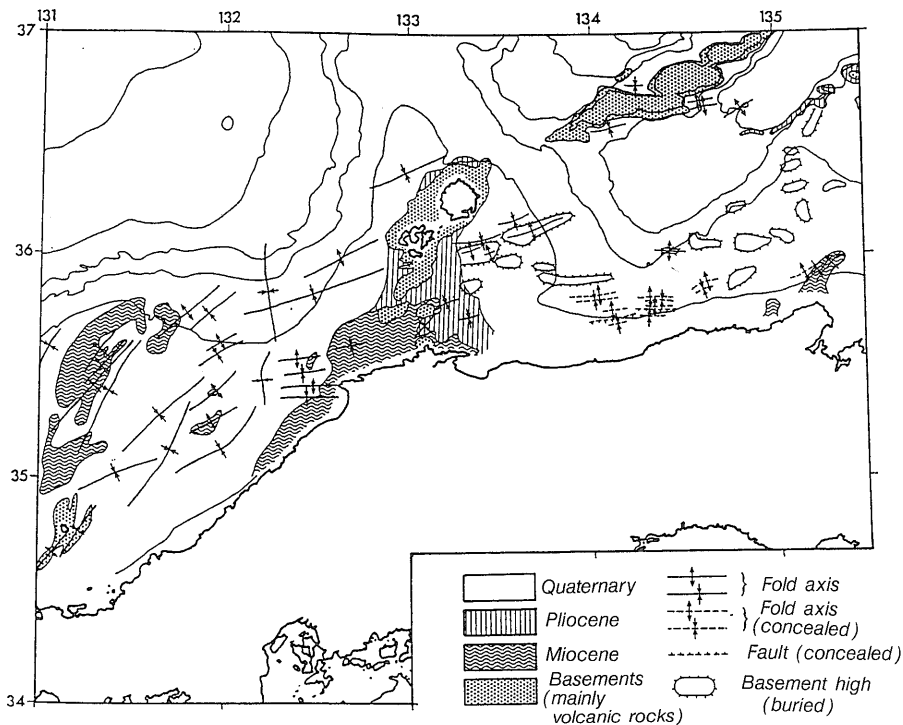 131 132 133 134 135
37
36
35
34
Quaternary
Pliocene
Miocene
Basements
(mainly
volcanic rocks)
} Fold axis
} Fold axis
(concealed)
Fault (concealed)
Basement high
(buried)